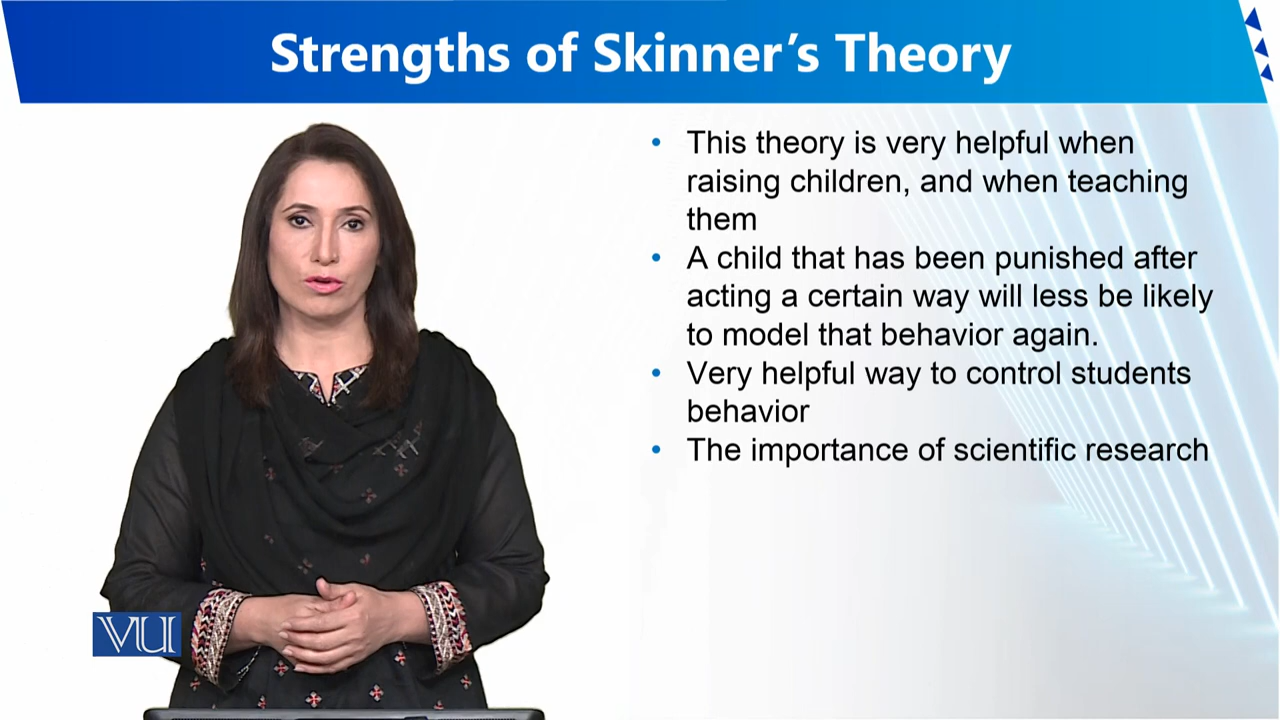 Strengths of Skinner’s Theory
• This theory is very helpful when
raising children, and when teaching
them
• A child that has been punished after
acting a certain way will less be likely
to model that behavior again.
• Very helpful way to control students
behavior
• The importance of scientific research
VU